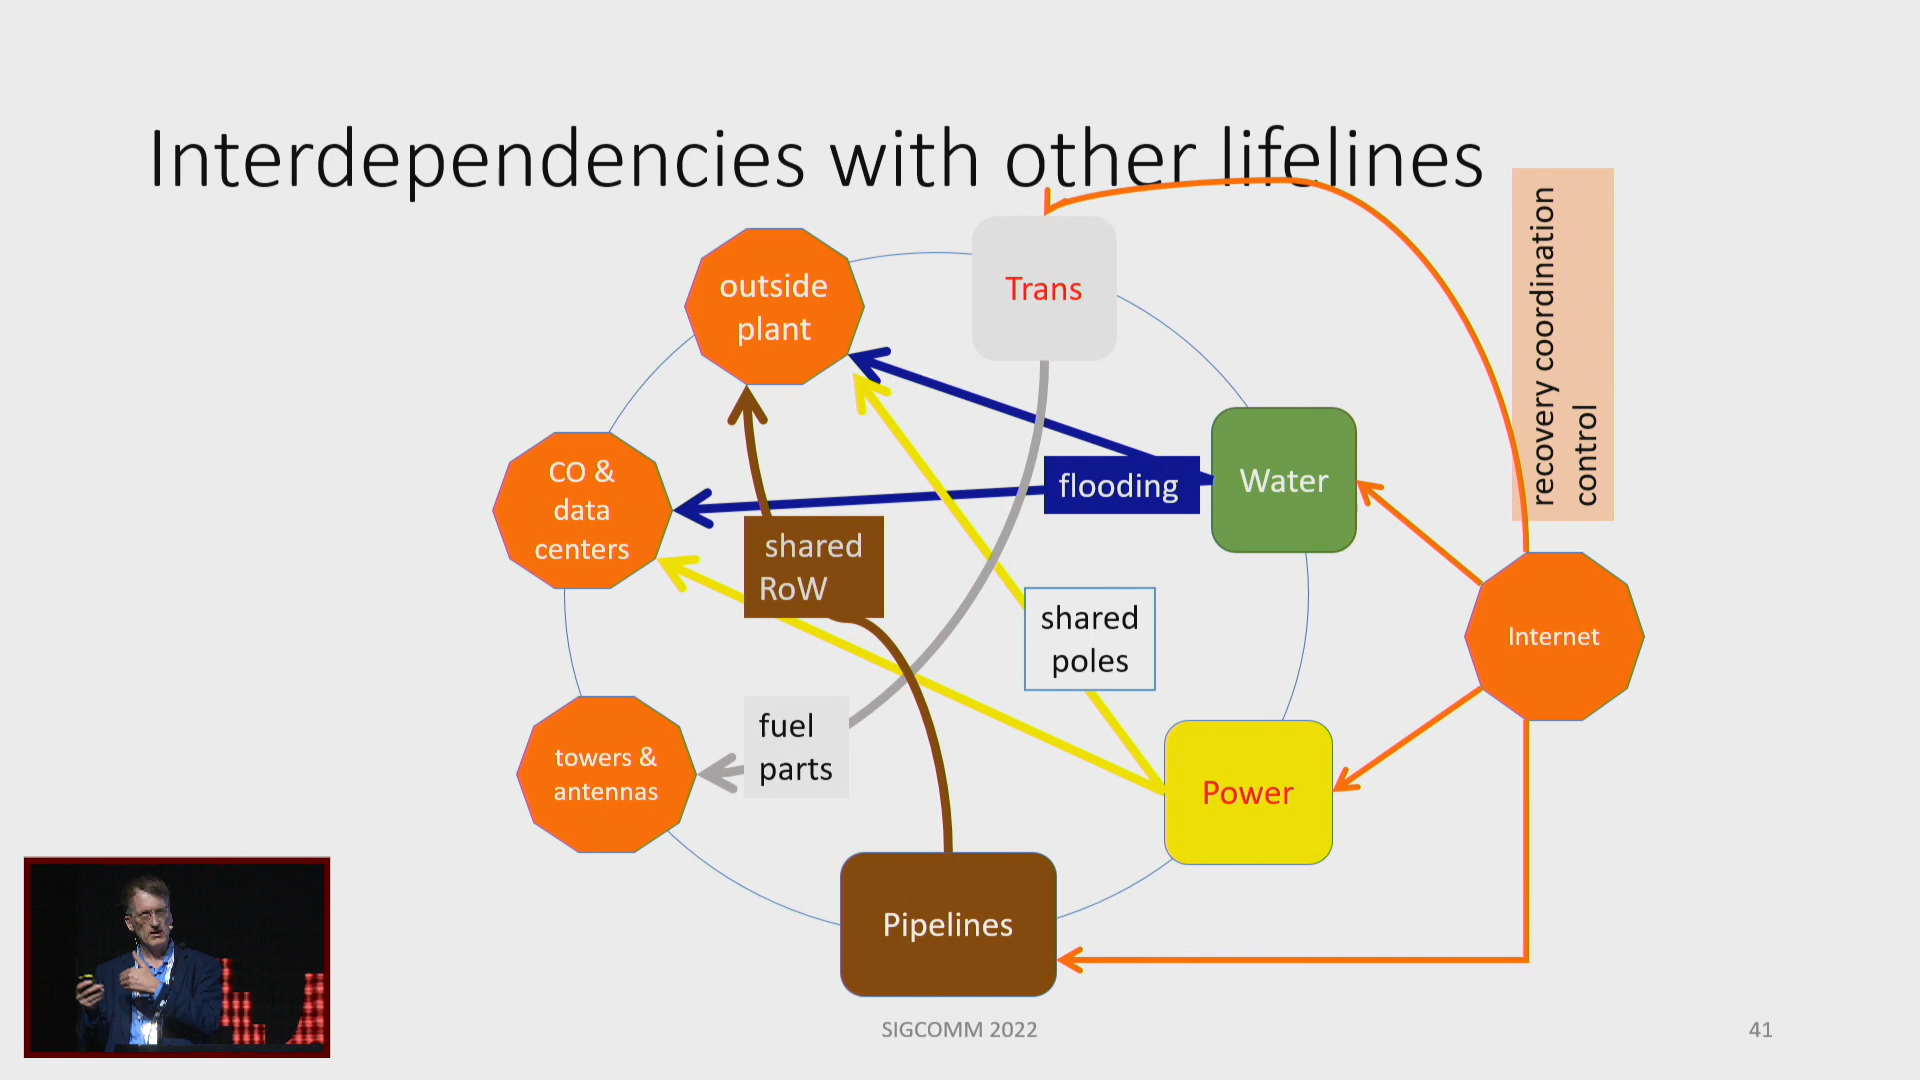 Interdependencies with other lifelines
outside
plant
Trans
recovery coordination
control
CO &
data
centers
flooding
Water
shared
RoW
shared
poles
Internet
fuel
parts
towers &
antennas
Power
Pipelines
SIGCOMM 2022
41